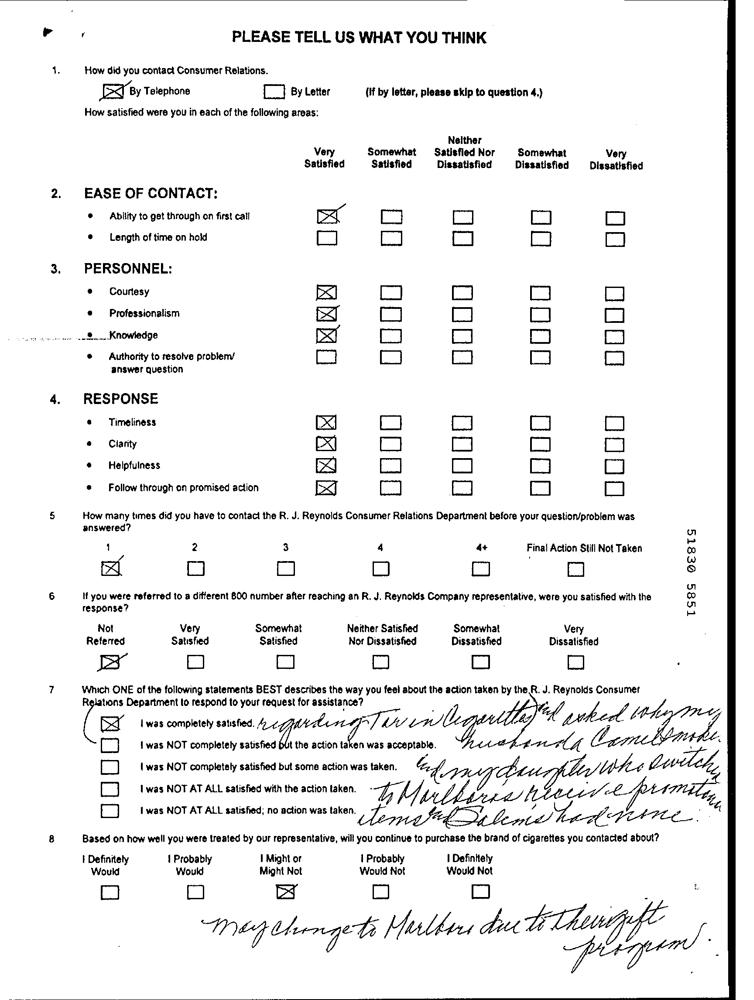 PLEASE TELL US WHAT YOU THINK
1. How did you contact Consumer Relations.
By Telephone By Letter (If by letter, please skip to question 4.)
How satisfied were you in each of the following areas:
Very Satisfied Somewhat Satisfied Neither Satisfied Nor Dissatisfied Somewhat Dissatisfied Very Dissatisfied
2. EASE OF CONTACT:
• Ability to get through on first call
• Length of time on hold
3. PERSONNEL:
• Courtesy
• Professionalism
• Knowledge
• Authority to resolve problem/
answer question
4. RESPONSE
• Timeliness
• Clarity
• Helpfulness
• Follow through on promised action
5 How many times did you have to contact the R. J. Reynolds Consumer Relations Department before your question/problem was
answered?
1 2 3 4 4+ Final Action Still Not Taken
51830 5851
6 If you were referred to a different 800 number after reaching an R. J. Reynolds Company representative, were you satisfied with the
response?
Not Referred Very Satisfied Somewhat Satisfied Neither Satisfied Nor Dissatisfied Somewhat Dissatisfied Very Dissatisfied
7 Which ONE of the following statements BEST describes the way you feel about the action taken by the R. J. Reynolds Consumer
Relations Department to respond to your request for assistance?
I was completely satisfied. regarding Tar in Cigarettes and asked why my
I was NOT completely satisfied but the action taken was acceptable. husband a Camel Smoke.
I was NOT completely satisfied but some action was taken. and my daughter who switch
I was NOT AT ALL satisfied with the action taken. to Marlboros receive promotion
I was NOT AT ALL satisfied; no action was taken. items and Salems had none.
8 Based on how well you were treated by our representative, will you continue to purchase the brand of cigarettes you contacted about?
I Definitely Would I Probably Would I Might or Might Not I Probably Would Not I Definitely Would Not
May change to Marlboro due to their gift
program.